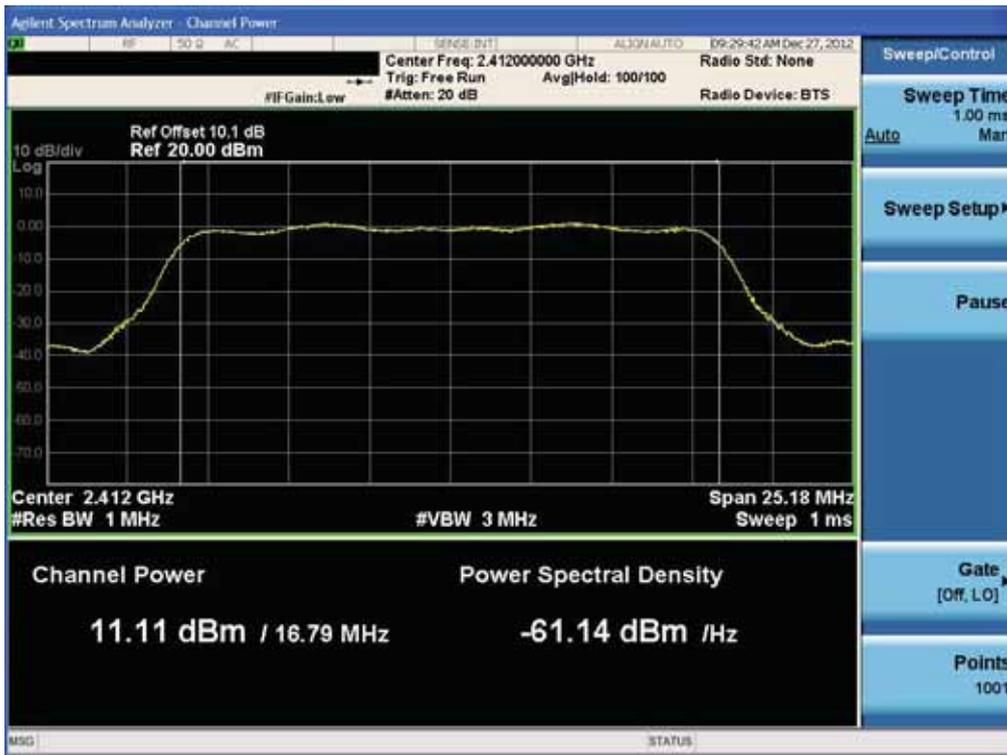 Agilent Spectrum Analyzer - Channel Power
RF 50 Ω AC SENSE:INT ALIGNAUTO 09:29:42 AM Dec 27, 2012
Center Freq: 2.412000000 GHz Radio Std: None
Trig: Free Run Avg|Hold: 100/100
#IFGain:Low #Atten: 20 dB Radio Device: BTS
Ref Offset 10.1 dB
10 dB/div Ref 20.00 dBm
Log
10.0
0.00
-10.0
-20.0
-30.0
-40.0
-50.0
-60.0
-70.0
Center 2.412 GHz Span 25.18 MHz
#Res BW 1 MHz #VBW 3 MHz Sweep 1 ms
Channel Power Power Spectral Density
11.11 dBm / 16.79 MHz -61.14 dBm /Hz
MSG STATUS
Sweep/Control
Sweep Time
1.00 ms
Auto Man
Sweep Setup
Pause
Gate
[Off, LO]
Points
1001